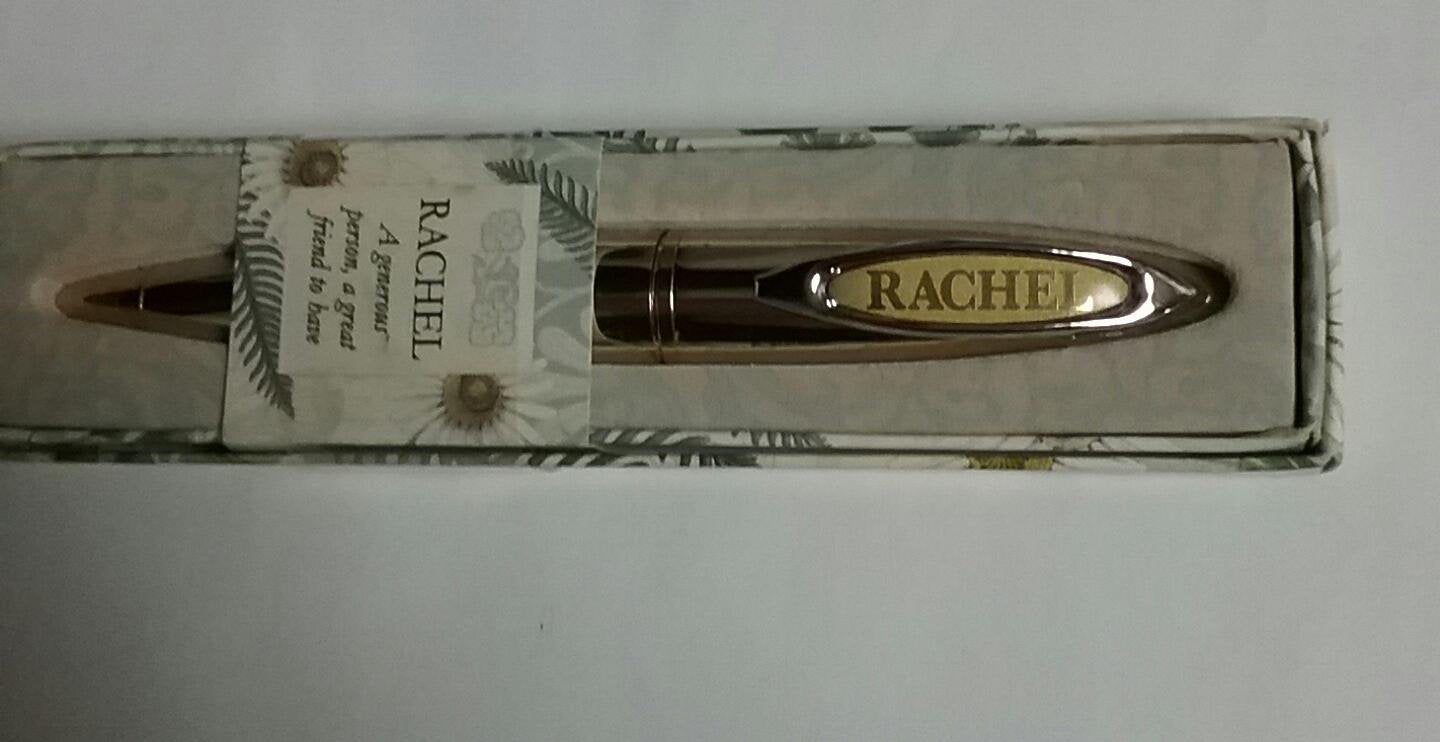 RACHEL
A generous
person, a great
friend to have
RACHEL